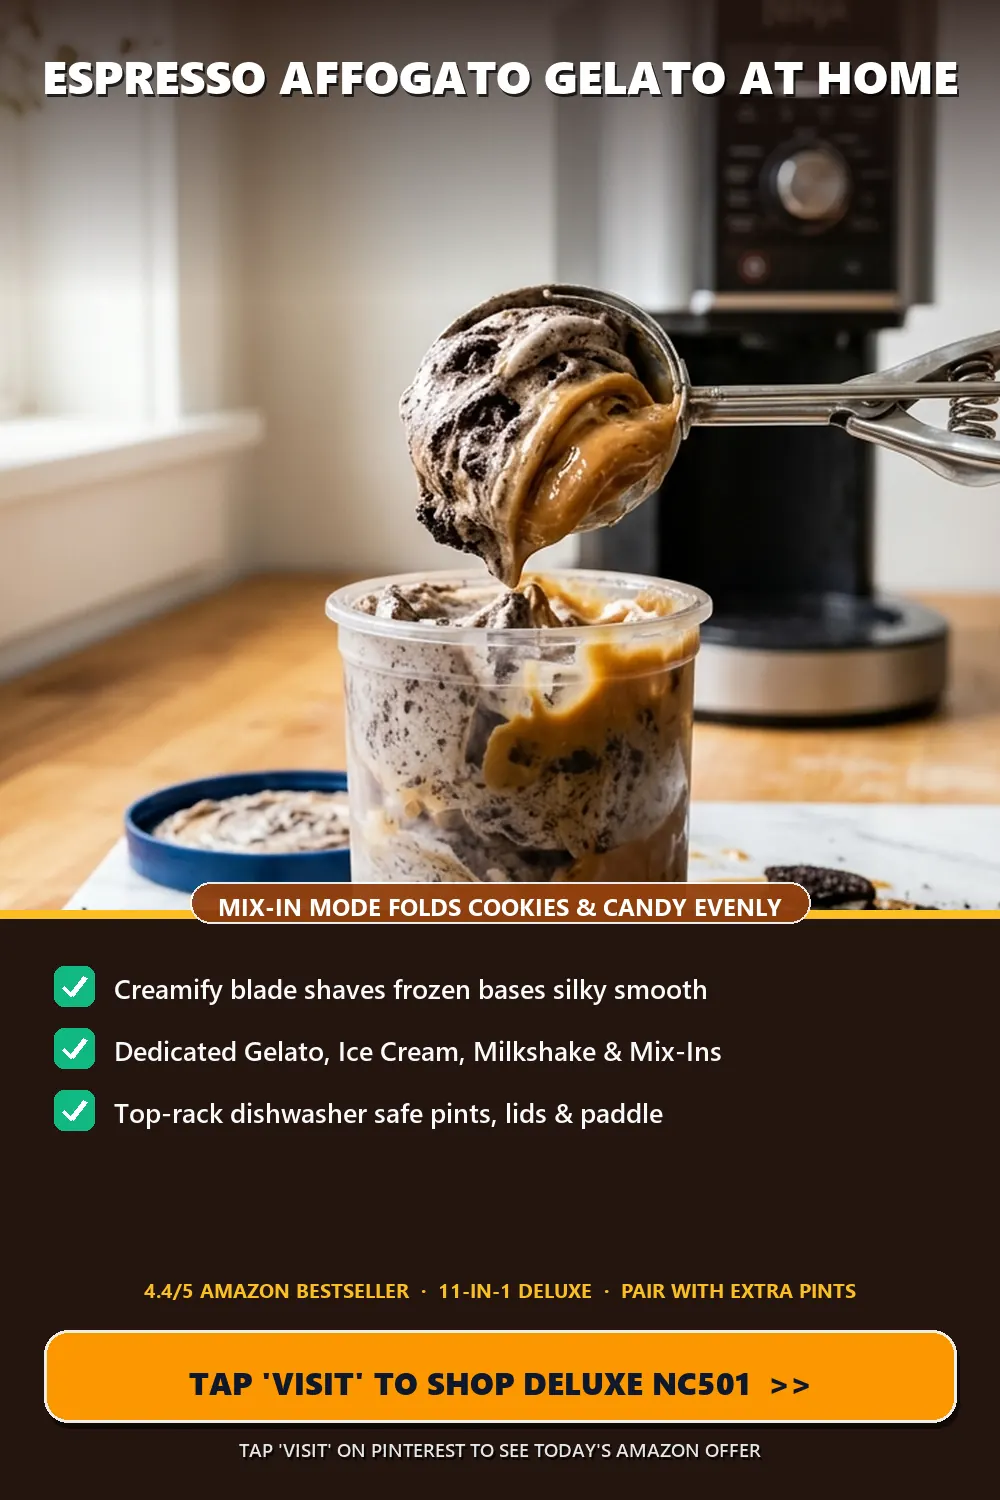 ESPRESSO AFFOGATO GELATO AT HOME
MIX-IN MODE FOLDS COOKIES & CANDY EVENLY
Creamify blade shaves frozen bases silky smooth
Dedicated Gelato, Ice Cream, Milkshake & Mix-Ins
Top-rack dishwasher safe pints, lids & paddle
4.4/5 AMAZON BESTSELLER · 11-IN-1 DELUXE · PAIR WITH EXTRA PINTS
TAP 'VISIT' TO SHOP DELUXE NC501 >>
TAP 'VISIT' ON PINTEREST TO SEE TODAY'S AMAZON OFFER